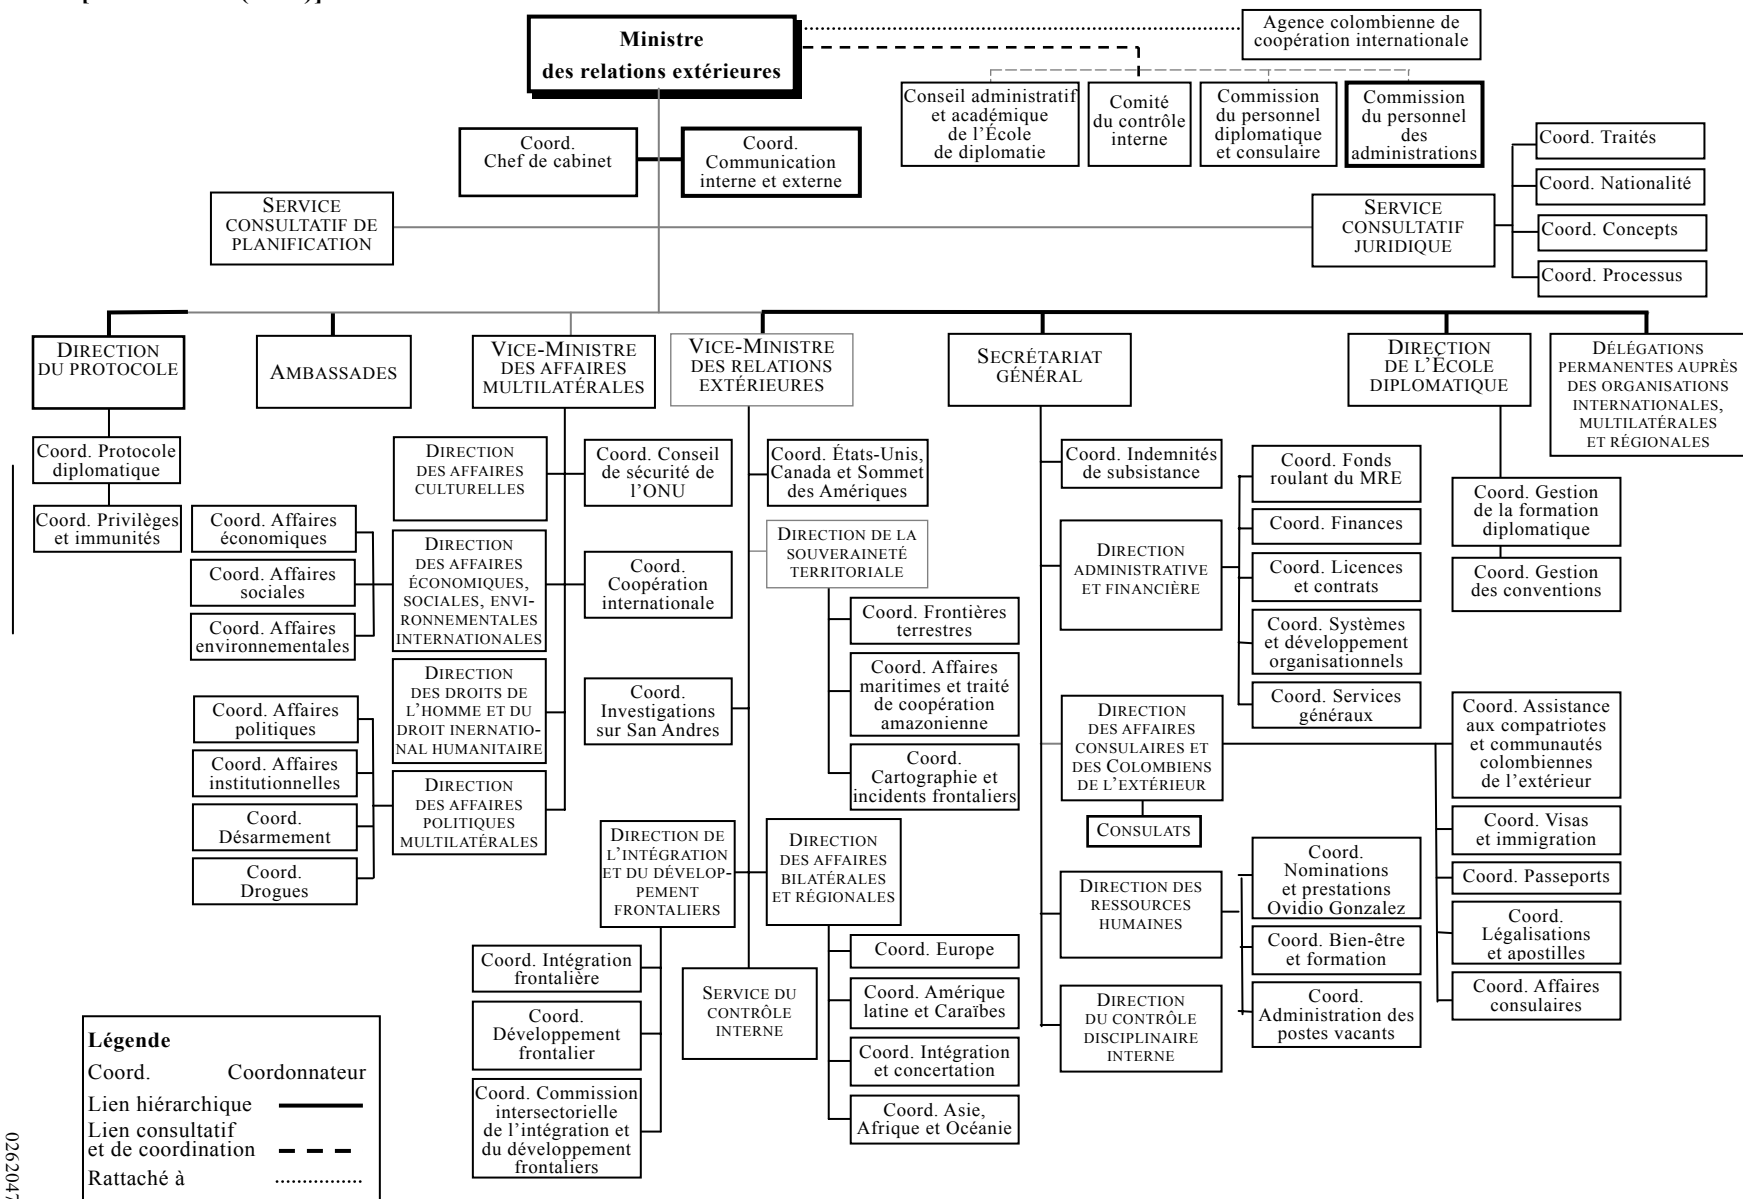 Ministre
des relations extérieures
Agence colombienne de
coopération internationale
Conseil administratif
et académique
de l'École
de diplomatie
Comité
du contrôle
interne
Commission
du personnel
diplomatique
et consulaire
Commission
du personnel
des
administrations
Coord.
Chef de cabinet
Coord.
Communication
interne et externe
Coord. Traités
Coord. Nationalité
Coord. Concepts
Coord. Processus
SERVICE
CONSULTATIF DE
PLANIFICATION
SERVICE
CONSULTATIF
JURIDIQUE
DIRECTION
DU PROTOCOLE
AMBASSADES
VICE-MINISTRE
DES AFFAIRES
MULTILATÉRALES
VICE-MINISTRE
DES RELATIONS
EXTÉRIEURES
SECRÉTARIAT
GÉNÉRAL
DIRECTION
DE L'ÉCOLE
DIPLOMATIQUE
DÉLÉGATIONS
PERMANENTES AUPRÈS
DES ORGANISATIONS
INTERNATIONALES,
MULTILATÉRALES
ET RÉGIONALES
Coord. Protocole
diplomatique
Coord. Privilèges
et immunités
Coord. Affaires
économiques
Coord. Affaires
sociales
Coord. Affaires
environnementales
Coord. Affaires
politiques
Coord. Affaires
institutionnelles
Coord.
Désarmement
Coord.
Drogues
DIRECTION
DES AFFAIRES
CULTURELLES
DIRECTION
DES AFFAIRES
ÉCONOMIQUES,
SOCIALES, ENVI-
RONNEMENTALES
INTERNATIONALES
DIRECTION
DES DROITS DE
L'HOMME ET DU
DROIT INERNATIO-
NAL HUMANITAIRE
DIRECTION
DES AFFAIRES
POLITIQUES
MULTILATÉRALES
Coord. Conseil
de sécurité de
l'ONU
Coord.
Coopération
internationale
Coord.
Investigations
sur San Andres
Coord. États-Unis,
Canada et Sommet
des Amériques
DIRECTION DE LA
SOUVERAINETÉ
TERRITORIALE
Coord. Frontières
terrestres
Coord. Affaires
maritimes et traité
de coopération
amazonienne
Coord.
Cartographie et
incidents frontaliers
DIRECTION DE
L'INTÉGRATION
ET DU DÉVELOP-
PEMENT
FRONTALIERS
DIRECTION
DES AFFAIRES
BILATÉRALES
ET RÉGIONALES
Coord. Intégration
frontalière
Coord.
Développement
frontalier
Coord. Commission
intersectorielle
de l'intégration et
du développement
frontaliers
SERVICE DU
CONTRÔLE
INTERNE
Coord. Europe
Coord. Amérique
latine et Caraïbes
Coord. Intégration
et concertation
Coord. Asie,
Afrique et Océanie
Coord. Indemnités
de subsistance
DIRECTION
ADMINISTRATIVE
ET FINANCIÈRE
DIRECTION
DES AFFAIRES
CONSULAIRES ET
DES COLOMBIENS
DE L'EXTÉRIEUR
CONSULATS
DIRECTION DES
RESSOURCES
HUMAINES
DIRECTION
DU CONTRÔLE
DISCIPLINAIRE
INTERNE
Coord. Fonds
roulant du MRE
Coord. Finances
Coord. Licences
et contrats
Coord. Systèmes
et développement
organisationnels
Coord. Services
généraux
Coord.
Nominations
et prestations
Ovidio Gonzalez
Coord. Bien-être
et formation
Coord.
Administration des
postes vacants
Coord. Gestion
de la formation
diplomatique
Coord. Gestion
des conventions
Coord. Assistance
aux compatriotes
et communautés
colombiennes
de l'extérieur
Coord. Visas
et immigration
Coord. Passeports
Coord.
Légalisations
et apostilles
Coord. Affaires
consulaires
Légende
Coord. Coordonnateur
Lien hiérarchique
Lien consultatif
et de coordination
Rattaché à
0262047